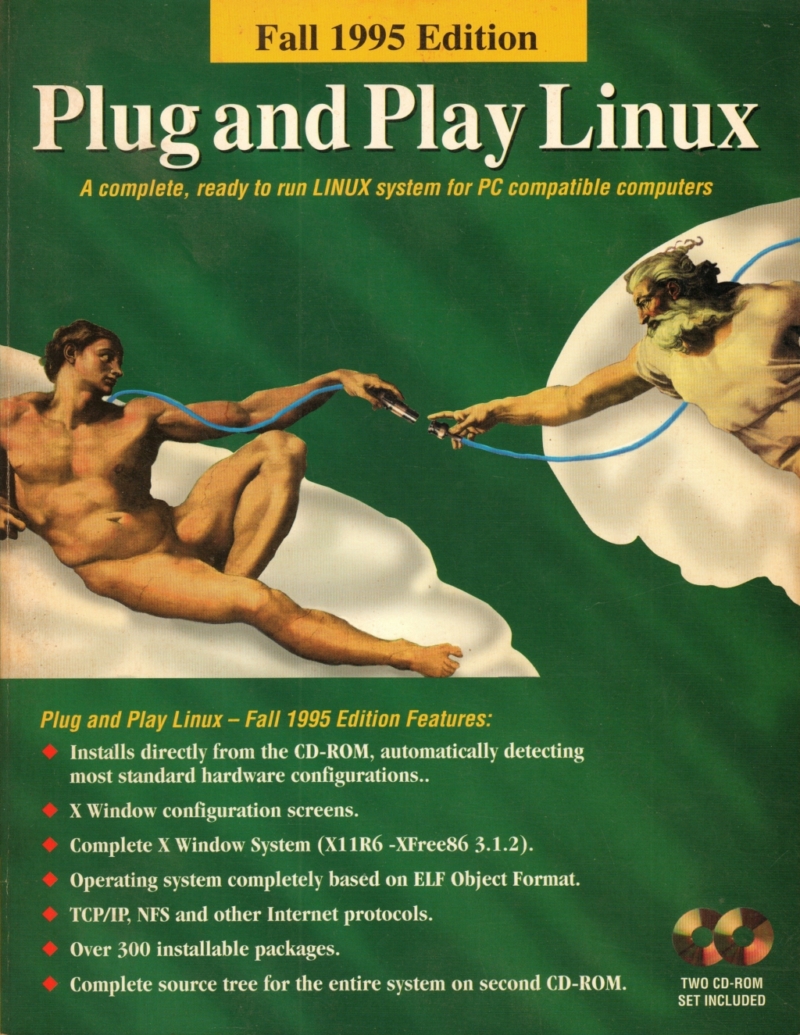 Fall 1995 Edition
Plug and Play Linux
A complete, ready to run LINUX system for PC compatible computers
Plug and Play Linux – Fall 1995 Edition Features:
◆ Installs directly from the CD-ROM, automatically detecting
most standard hardware configurations..
◆ X Window configuration screens.
◆ Complete X Window System (X11R6 -XFree86 3.1.2).
◆ Operating system completely based on ELF Object Format.
◆ TCP/IP, NFS and other Internet protocols.
◆ Over 300 installable packages.
◆ Complete source tree for the entire system on second CD-ROM.
TWO CD-ROM
SET INCLUDED